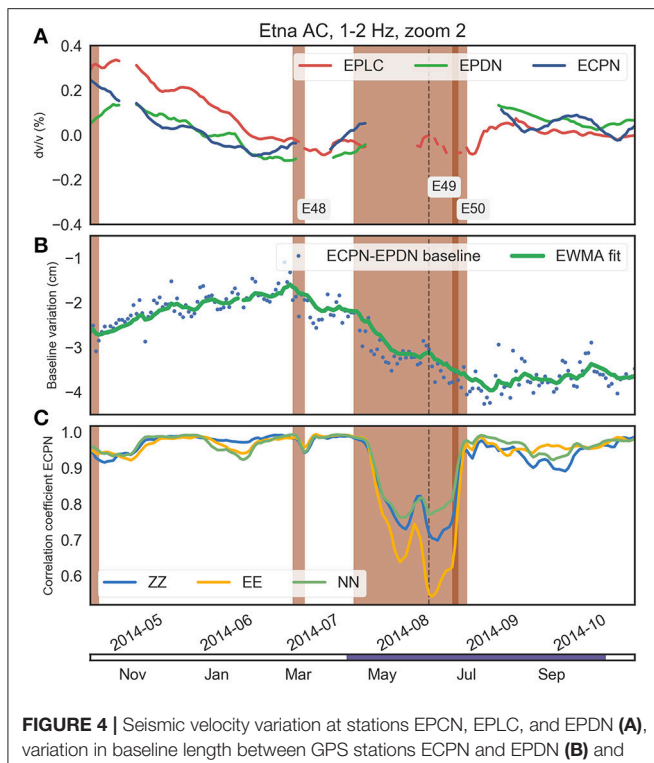 Etna AC, 1-2 Hz, zoom 2
A
0.4
0.2
0.0
−0.2
−0.4
dv/v (%)
EPLC
EPDN
ECPN
E48
E49
E50
B
−1
−2
−3
−4
Baseline variation (cm)
ECPN-EPDN baseline
EWMA fit
C
1.0
0.9
0.8
0.7
0.6
Correlation coefficient ECPN
ZZ
EE
NN
2014-05
2014-06
2014-07
2014-08
2014-09
2014-10
Nov
Jan
Mar
May
Jul
Sep
FIGURE 4 | Seismic velocity variation at stations EPCN, EPLC, and EPDN (A),
variation in baseline length between GPS stations ECPN and EPDN (B) and